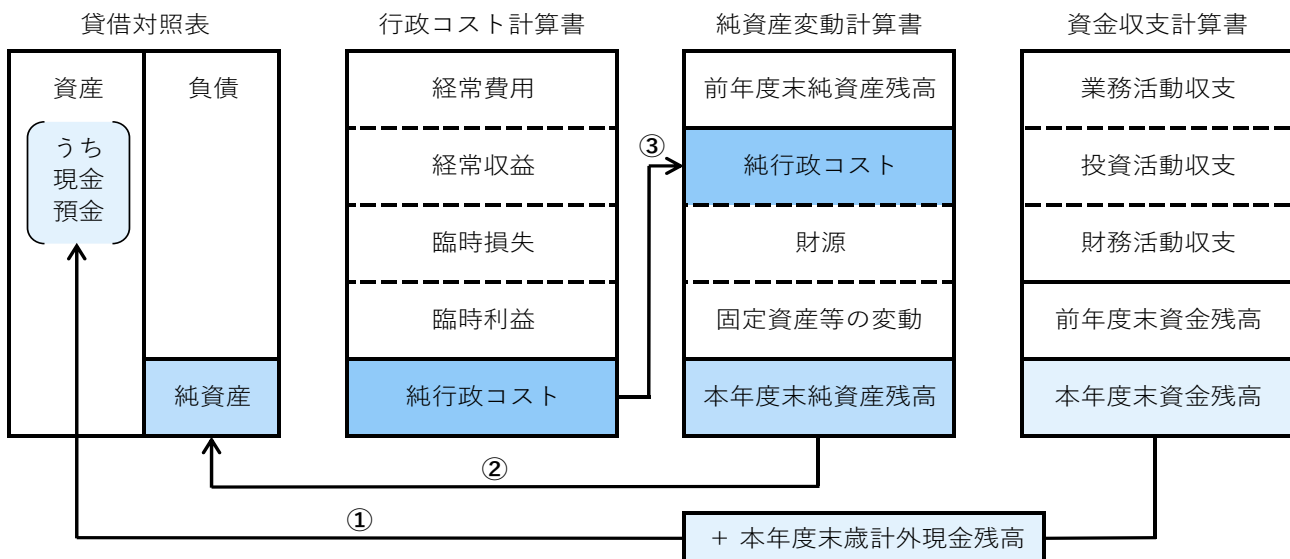 貸借対照表
資産
うち
現金
預金
負債
純資産
行政コスト計算書
経常費用
経常収益
臨時損失
臨時利益
純行政コスト
③
純資産変動計算書
前年度末純資産残高
純行政コスト
財源
固定資産等の変動
本年度末純資産残高
資金収支計算書
業務活動収支
投資活動収支
財務活動収支
前年度末資金残高
本年度末資金残高
②
①
+ 本年度末歳計外現金残高